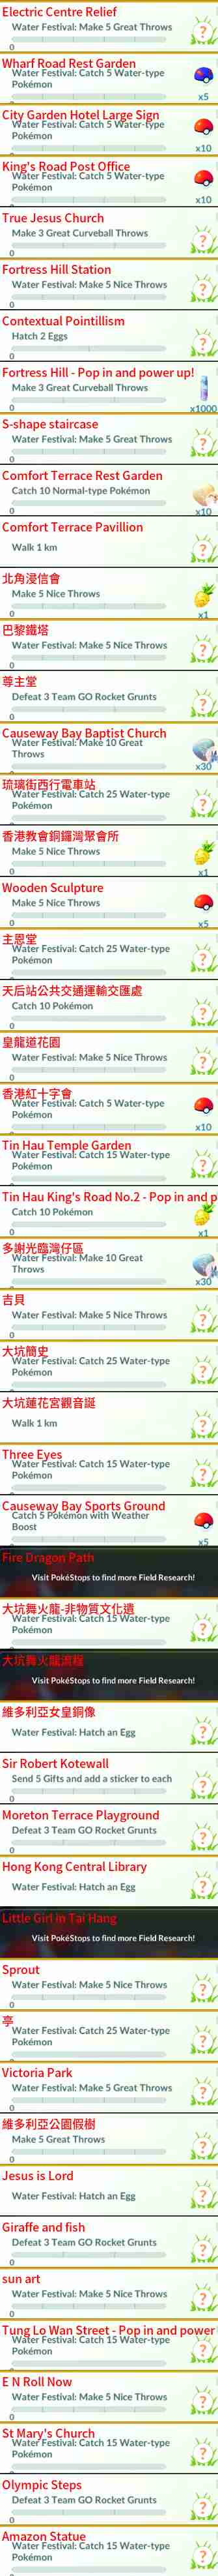 Electric Centre Relief
Water Festival: Make 5 Great Throws
0
Wharf Road Rest Garden
Water Festival: Catch 5 Water-type
Pokémon
x5
City Garden Hotel Large Sign
Water Festival: Catch 5 Water-type
Pokémon
x10
King's Road Post Office
Water Festival: Catch 5 Water-type
Pokémon
x10
True Jesus Church
Make 3 Great Curveball Throws
0
Fortress Hill Station
Water Festival: Make 5 Nice Throws
0
Contextual Pointillism
Hatch 2 Eggs
0
Fortress Hill - Pop in and power up!
Make 3 Great Curveball Throws
0
x1000
S-shape staircase
Water Festival: Make 5 Great Throws
0
Comfort Terrace Rest Garden
Catch 10 Normal-type Pokémon
0
x10
Comfort Terrace Pavillion
Walk 1 km
北角浸信會
Make 5 Nice Throws
0
x1
巴黎鐵塔
Water Festival: Make 5 Nice Throws
0
尊主堂
Defeat 3 Team GO Rocket Grunts
0
Causeway Bay Baptist Church
Water Festival: Make 10 Great
Throws
x30
琉璃街西行電車站
Water Festival: Catch 25 Water-type
Pokémon
香港教會銅鑼灣聚會所
Make 5 Nice Throws
0
x1
Wooden Sculpture
Make 5 Nice Throws
0
x5
主恩堂
Water Festival: Catch 25 Water-type
Pokémon
天后站公共交通運輸交匯處
Catch 10 Pokémon
0
皇龍道花園
Water Festival: Make 5 Nice Throws
0
香港紅十字會
Water Festival: Catch 5 Water-type
Pokémon
x10
Tin Hau Temple Garden
Water Festival: Catch 15 Water-type
Pokémon
Tin Hau King's Road No.2 - Pop in and p
Catch 10 Pokémon
0
x1
多謝光臨灣仔區
Water Festival: Make 10 Great
Throws
x30
吉貝
Water Festival: Make 5 Nice Throws
0
大坑簡史
Water Festival: Catch 25 Water-type
Pokémon
大坑蓮花宮觀音誕
Walk 1 km
Three Eyes
Water Festival: Catch 15 Water-type
Pokémon
Causeway Bay Sports Ground
Catch 5 Pokémon with Weather
Boost
x5
Fire Dragon Path
Visit PokéStops to find more Field Research!
大坑舞火龍-非物質文化遺
Water Festival: Catch 15 Water-type
Pokémon
大坑舞火龍流程
Visit PokéStops to find more Field Research!
維多利亞女皇銅像
Water Festival: Hatch an Egg
Sir Robert Kotewall
Send 5 Gifts and add a sticker to each
0
Moreton Terrace Playground
Defeat 3 Team GO Rocket Grunts
0
Hong Kong Central Library
Water Festival: Hatch an Egg
Little Girl in Tai Hang
Visit PokéStops to find more Field Research!
Sprout
Water Festival: Make 5 Nice Throws
0
亭
Water Festival: Catch 25 Water-type
Pokémon
Victoria Park
Water Festival: Make 5 Great Throws
0
維多利亞公園假樹
Make 5 Great Throws
0
Jesus is Lord
Water Festival: Hatch an Egg
Giraffe and fish
Defeat 3 Team GO Rocket Grunts
0
sun art
Water Festival: Make 5 Nice Throws
0
Tung Lo Wan Street - Pop in and power
Water Festival: Catch 15 Water-type
Pokémon
E N Roll Now
Water Festival: Make 5 Nice Throws
0
St Mary's Church
Water Festival: Catch 15 Water-type
Pokémon
Olympic Steps
Defeat 3 Team GO Rocket Grunts
0
Amazon Statue
Water Festival: Catch 15 Water-type
Pokémon